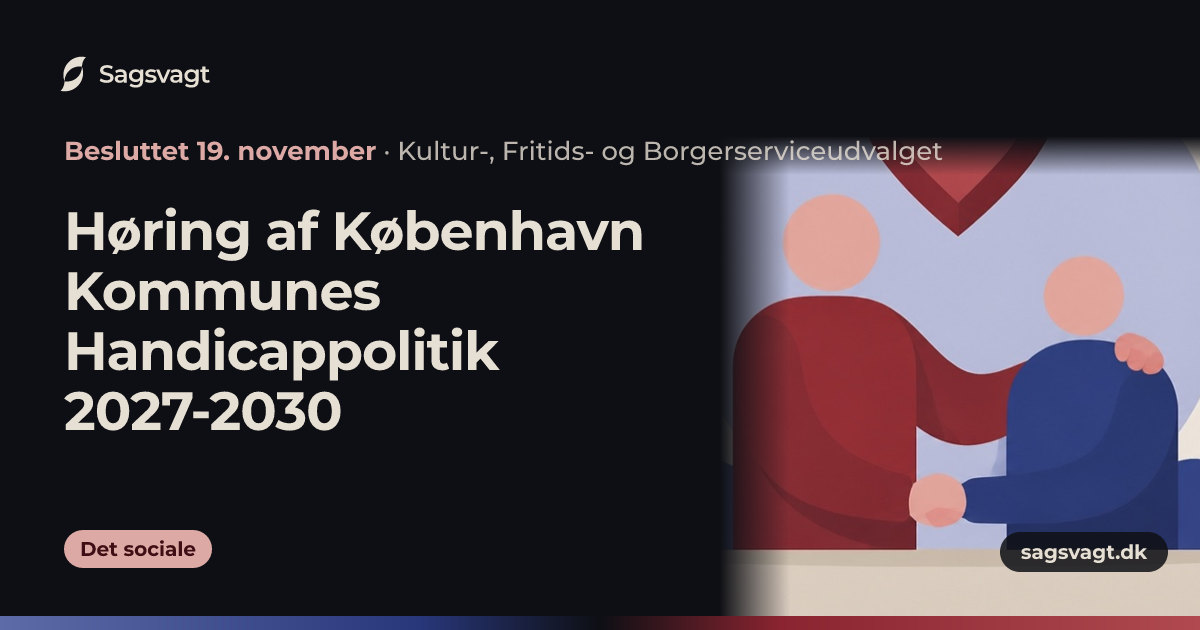 Sagsvagt
Besluttet 19. november · Kultur-, Fritids- og Borgerserviceudvalget
Høring af København
Kommunes
Handicappolitik
2027-2030
Det sociale
sagsvagt.dk